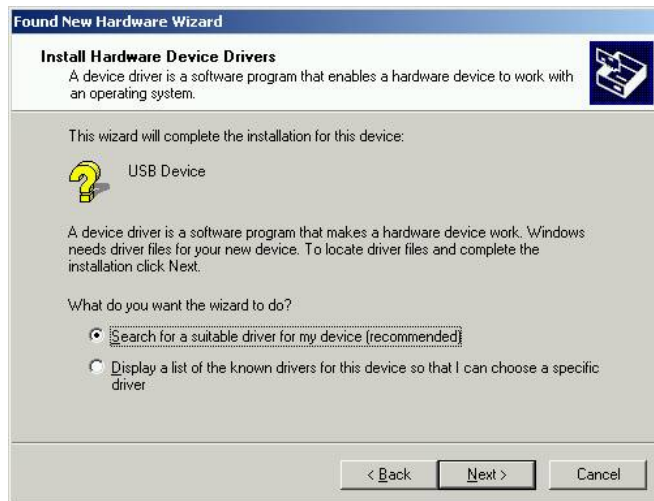 Found New Hardware Wizard
Install Hardware Device Drivers
A device driver is a software program that enables a hardware device to work with
an operating system.
This wizard will complete the installation for this device:
USB Device
A device driver is a software program that makes a hardware device work. Windows
needs driver files for your new device. To locate driver files and complete the
installation click Next.
What do you want the wizard to do?
Search for a suitable driver for my device (recommended)
Display a list of the known drivers for this device so that I can choose a specific
driver
< Back Next > Cancel